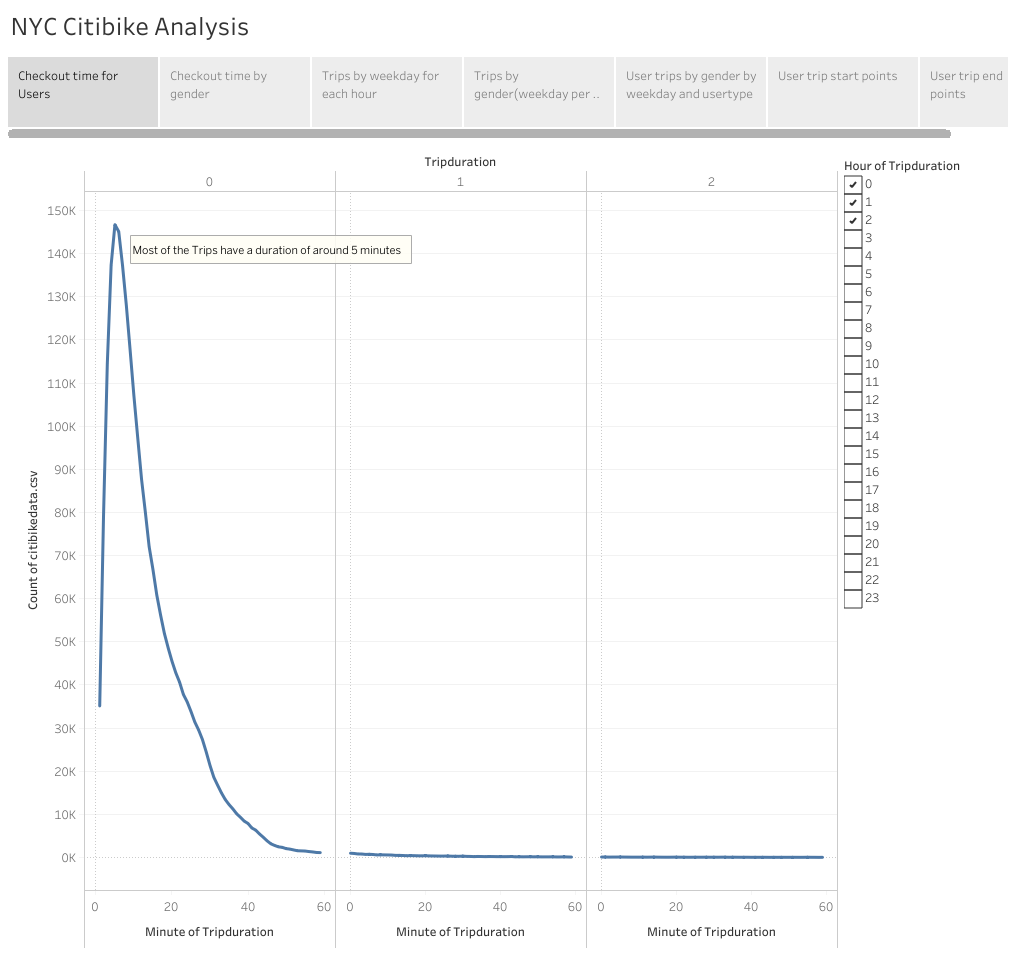 NYC Citibike Analysis
Checkout time for
Users
Checkout time by
gender
Trips by weekday for
each hour
Trips by
gender(weekday per ..
User trips by gender by
weekday and usertype
User trip start points
User trip end
points
Tripduration
0
1
2
Hour of Tripduration
0
1
2
3
4
5
6
7
8
9
10
11
12
13
14
15
16
17
18
19
20
21
22
23
Count of citibikedata.csv
150K
140K
130K
120K
110K
100K
90K
80K
70K
60K
50K
40K
30K
20K
10K
0K
Most of the Trips have a duration of around 5 minutes
0 20 40 60
0 20 40 60
0 20 40 60
Minute of Tripduration
Minute of Tripduration
Minute of Tripduration